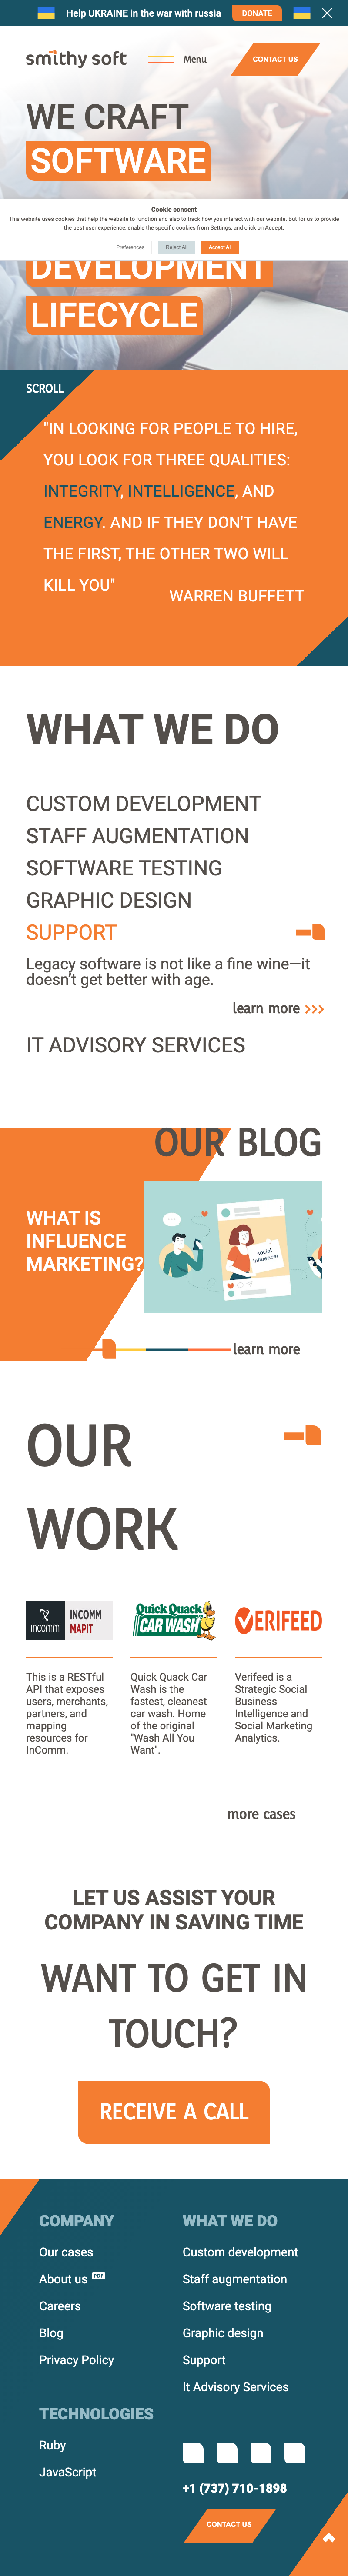 Help UKRAINE in the war with russia
DONATE
smithy soft
Menu
CONTACT US
WE CRAFT
SOFTWARE
Cookie consent
This website uses cookies that help the website to function and also to track how you interact with our website. But for us to provide
the best user experience, enable the specific cookies from Settings, and click on Accept.
Preferences
Reject All
Accept All
DEVELOPMENT
LIFECYCLE
SCROLL
"IN LOOKING FOR PEOPLE TO HIRE,
YOU LOOK FOR THREE QUALITIES:
INTEGRITY, INTELLIGENCE, AND
ENERGY. AND IF THEY DON'T HAVE
THE FIRST, THE OTHER TWO WILL
KILL YOU"
WARREN BUFFETT
WHAT WE DO
CUSTOM DEVELOPMENT
STAFF AUGMENTATION
SOFTWARE TESTING
GRAPHIC DESIGN
SUPPORT
Legacy software is not like a fine wine—it
doesn't get better with age.
learn more
IT ADVISORY SERVICES
OUR BLOG
WHAT IS
INFLUENCE
MARKETING?
social
influencer
learn more
OUR
WORK
incomm
INCOMM
MAPIT
This is a RESTful
API that exposes
users, merchants,
partners, and
mapping
resources for
InComm.
Quick Quack
CAR WASH
Quick Quack Car
Wash is the
fastest, cleanest
car wash. Home
of the original
"Wash All You
Want".
VERIFEED
Verifeed is a
Strategic Social
Business
Intelligence and
Social Marketing
Analytics.
more cases
LET US ASSIST YOUR
COMPANY IN SAVING TIME
WANT TO GET IN
TOUCH?
RECEIVE A CALL
COMPANY
Our cases
About us PDF
Careers
Blog
Privacy Policy
TECHNOLOGIES
Ruby
JavaScript
WHAT WE DO
Custom development
Staff augmentation
Software testing
Graphic design
Support
It Advisory Services
+1 (737) 710-1898
CONTACT US